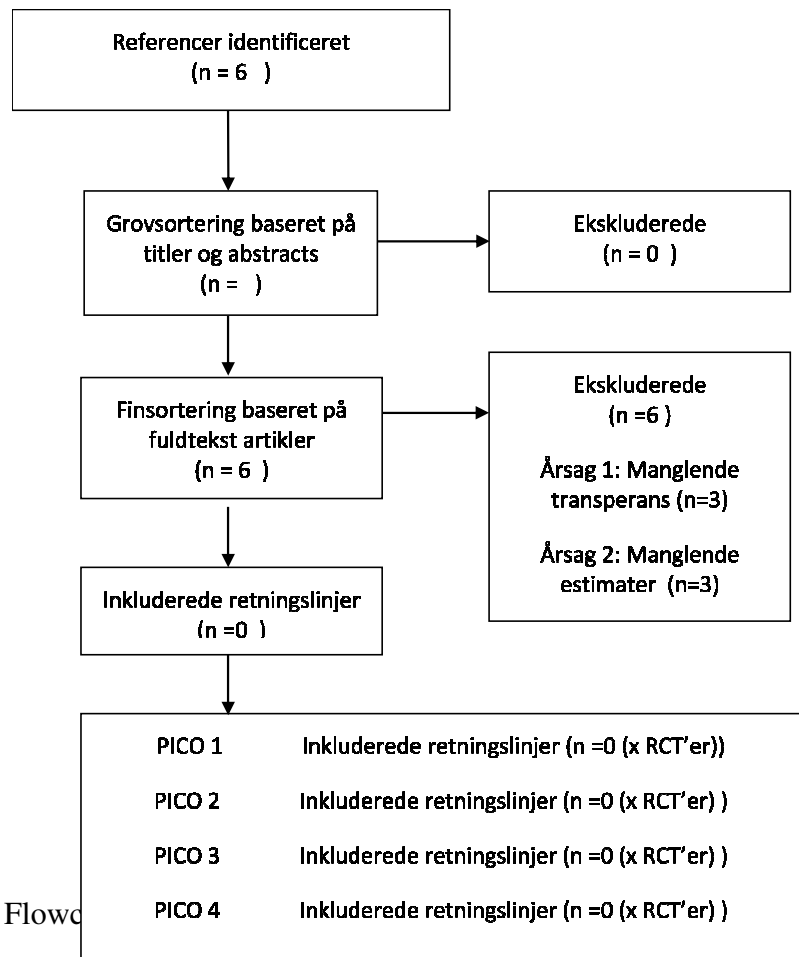 Referencer identificeret
(n = 6 )
Grovsortering baseret på
titler og abstracts
(n = )
Ekskluderede
(n = 0 )
Finsortering baseret på
fuldtekst artikler
(n = 6 )
Ekskluderede
(n =6 )
Årsag 1: Manglende
transperans (n=3)
Årsag 2: Manglende
estimater (n=3)
Inkluderede retningslinjer
(n =0 )
PICO 1 Inkluderede retningslinjer (n =0 (x RCT'er))
PICO 2 Inkluderede retningslinjer (n =0 (x RCT'er) )
PICO 3 Inkluderede retningslinjer (n =0 (x RCT'er) )
PICO 4 Inkluderede retningslinjer (n =0 (x RCT'er) )